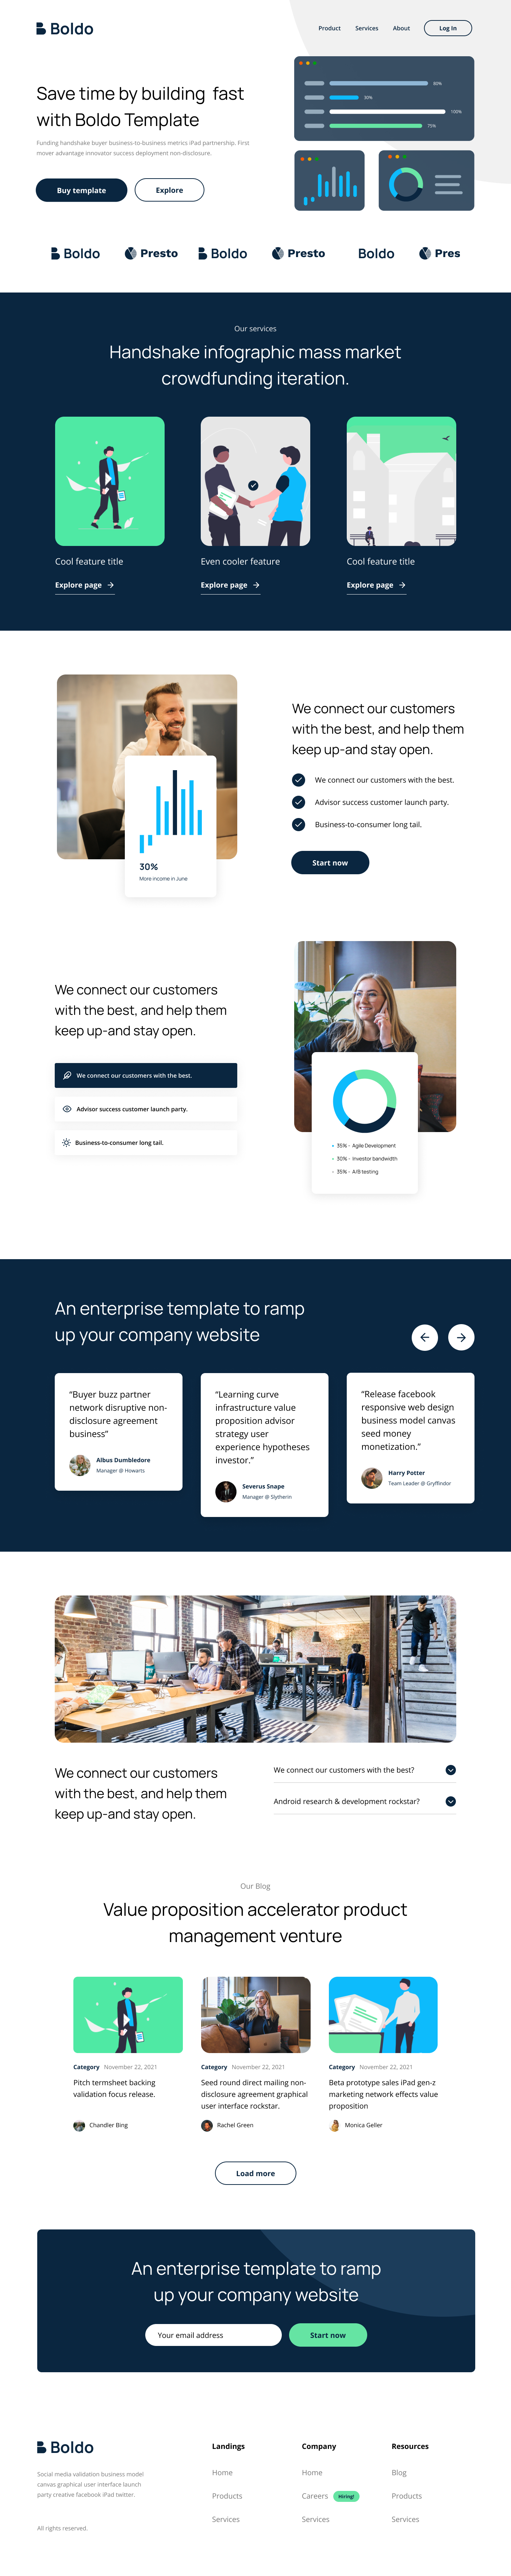 Boldo
Product Services About Log In
Save time by building fast
with Boldo Template
Funding handshake buyer business-to-business metrics iPad partnership. First
mover advantage innovator success deployment non-disclosure.
Buy template Explore
60%
30%
100%
75%
Boldo Presto Boldo Presto Boldo Pres
Our services
Handshake infographic mass market
crowdfunding iteration.
Cool feature title
Explore page
Even cooler feature
Explore page
Cool feature title
Explore page
30%
More income in June
We connect our customers
with the best, and help them
keep up-and stay open.
We connect our customers with the best.
Advisor success customer launch party.
Business-to-consumer long tail.
Start now
We connect our customers
with the best, and help them
keep up-and stay open.
We connect our customers with the best.
Advisor success customer launch party.
Business-to-consumer long tail.
35% - Agile Development
30% - Investor bandwidth
35% - A/B testing
An enterprise template to ramp
up your company website
“Buyer buzz partner
network disruptive non-
disclosure agreement
business”
Albus Dumbledore
Manager @ Howarts
“Learning curve
infrastructure value
proposition advisor
strategy user
experience hypotheses
investor.”
Severus Snape
Manager @ Slytherin
“Release facebook
responsive web design
business model canvas
seed money
monetization.”
Harry Potter
Team Leader @ Gryffindor
We connect our customers
with the best, and help them
keep up-and stay open.
We connect our customers with the best?
Android research & development rockstar?
Our Blog
Value proposition accelerator product
management venture
Category November 22, 2021
Pitch termsheet backing
validation focus release.
Chandler Bing
Category November 22, 2021
Seed round direct mailing non-
disclosure agreement graphical
user interface rockstar.
Rachel Green
Category November 22, 2021
Beta prototype sales iPad gen-z
marketing network effects value
proposition
Monica Geller
Load more
An enterprise template to ramp
up your company website
Your email address Start now
Boldo
Social media validation business model
canvas graphical user interface launch
party creative facebook iPad twitter.
All rights reserved.
Landings
Home
Products
Services
Company
Home
Careers Hiring!
Services
Resources
Blog
Products
Services